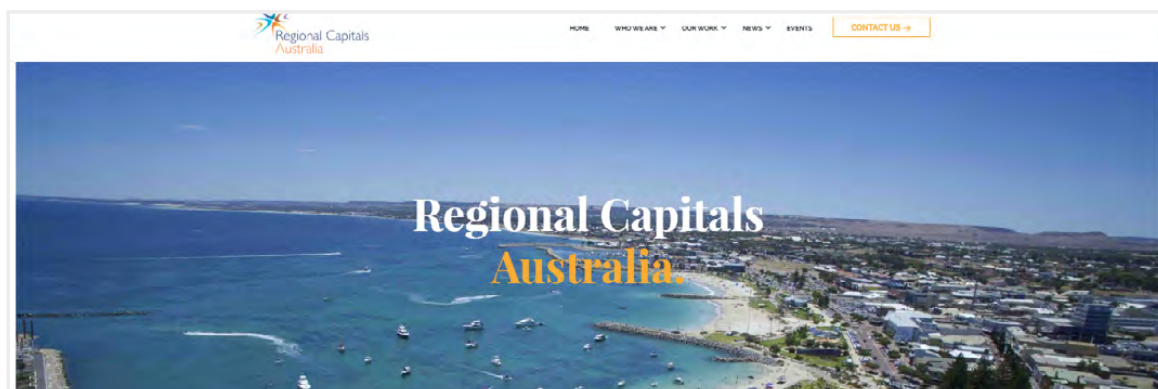 Regional Capitals
Australia
HOME WHO WE ARE OUR WORK NEWS EVENTS CONTACT US
Regional Capitals
Australia.